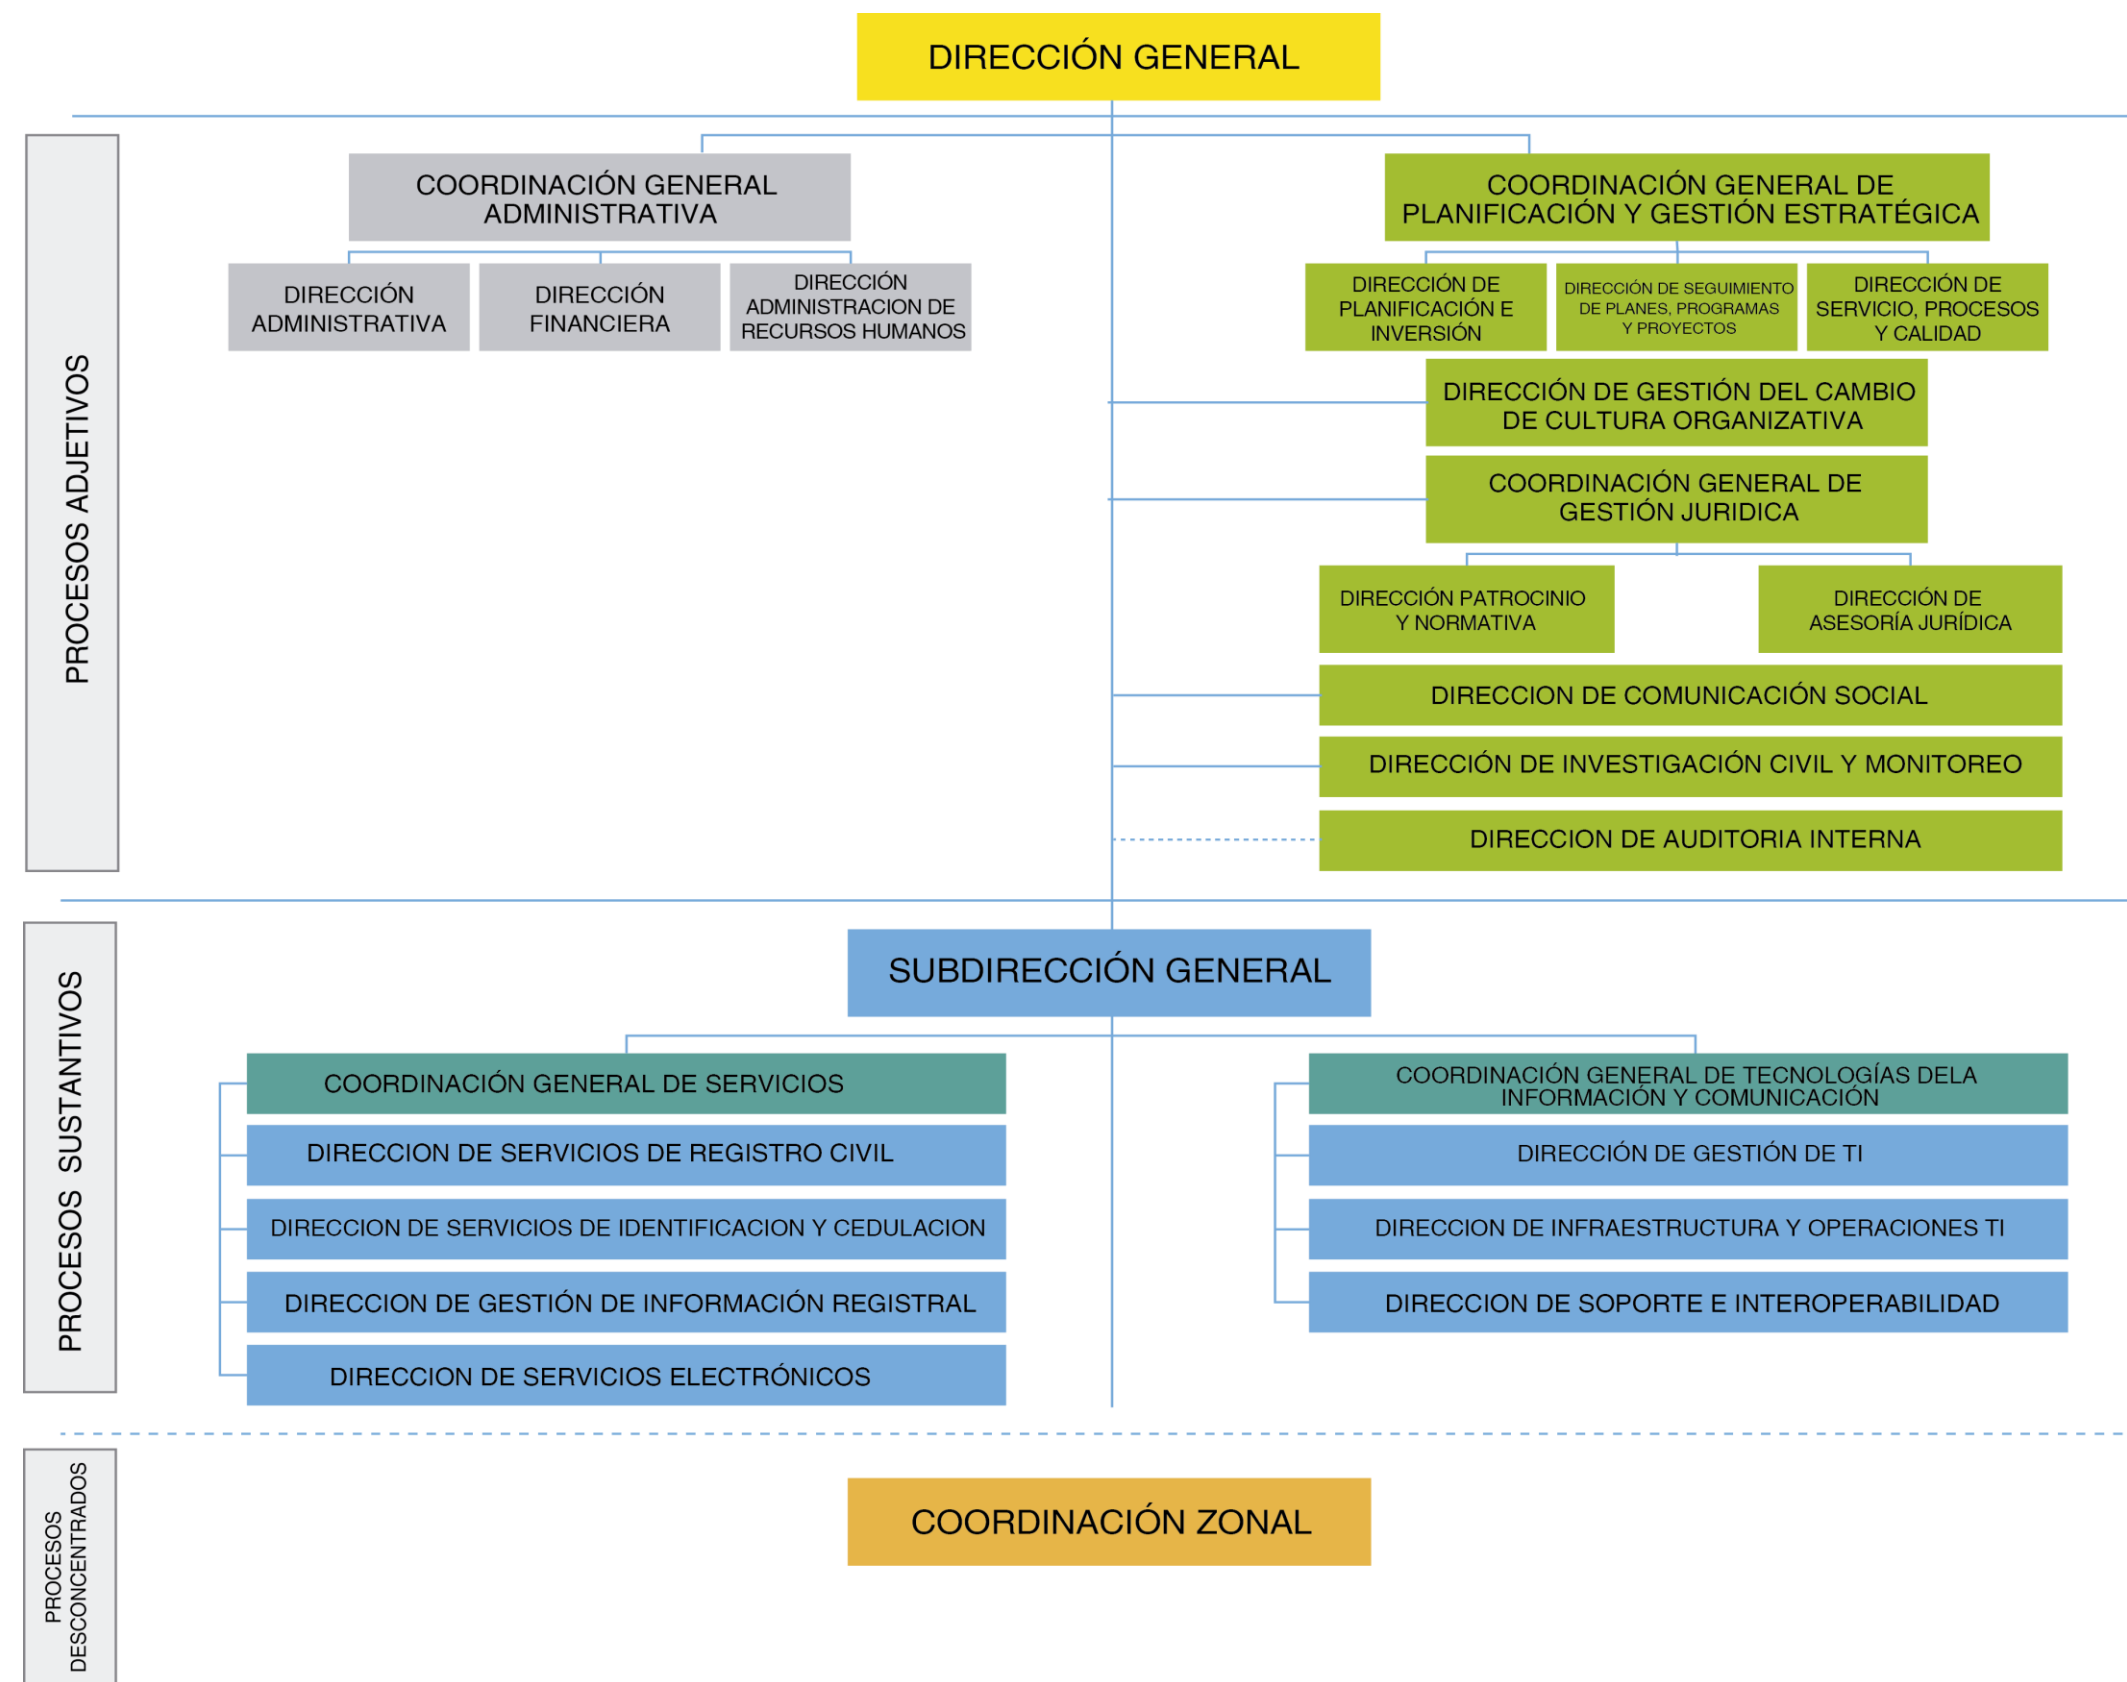 DIRECCIÓN GENERAL
PROCESOS ADJETIVOS
COORDINACIÓN GENERAL
ADMINISTRATIVA
DIRECCIÓN
ADMINISTRATIVA
DIRECCIÓN
FINANCIERA
DIRECCIÓN
ADMINISTRACION DE
RECURSOS HUMANOS
COORDINACIÓN GENERAL DE
PLANIFICACIÓN Y GESTIÓN ESTRATÉGICA
DIRECCIÓN DE
PLANIFICACIÓN E
INVERSIÓN
DIRECCIÓN DE SEGUIMIENTO
DE PLANES, PROGRAMAS
Y PROYECTOS
DIRECCIÓN DE
SERVICIO, PROCESOS
Y CALIDAD
DIRECCIÓN DE GESTIÓN DEL CAMBIO
DE CULTURA ORGANIZATIVA
COORDINACIÓN GENERAL DE
GESTIÓN JURIDICA
DIRECCIÓN PATROCINIO
Y NORMATIVA
DIRECCIÓN DE
ASESORÍA JURÍDICA
DIRECCION DE COMUNICACIÓN SOCIAL
DIRECCIÓN DE INVESTIGACIÓN CIVIL Y MONITOREO
DIRECCION DE AUDITORIA INTERNA
PROCESOS SUSTANTIVOS
SUBDIRECCIÓN GENERAL
COORDINACIÓN GENERAL DE SERVICIOS
DIRECCION DE SERVICIOS DE REGISTRO CIVIL
DIRECCION DE SERVICIOS DE IDENTIFICACION Y CEDULACION
DIRECCION DE GESTIÓN DE INFORMACIÓN REGISTRAL
DIRECCION DE SERVICIOS ELECTRÓNICOS
COORDINACIÓN GENERAL DE TECNOLOGÍAS DELA
INFORMACIÓN Y COMUNICACIÓN
DIRECCIÓN DE GESTIÓN DE TI
DIRECCION DE INFRAESTRUCTURA Y OPERACIONES TI
DIRECCION DE SOPORTE E INTEROPERABILIDAD
PROCESOS
DESCONCENTRADOS
COORDINACIÓN ZONAL